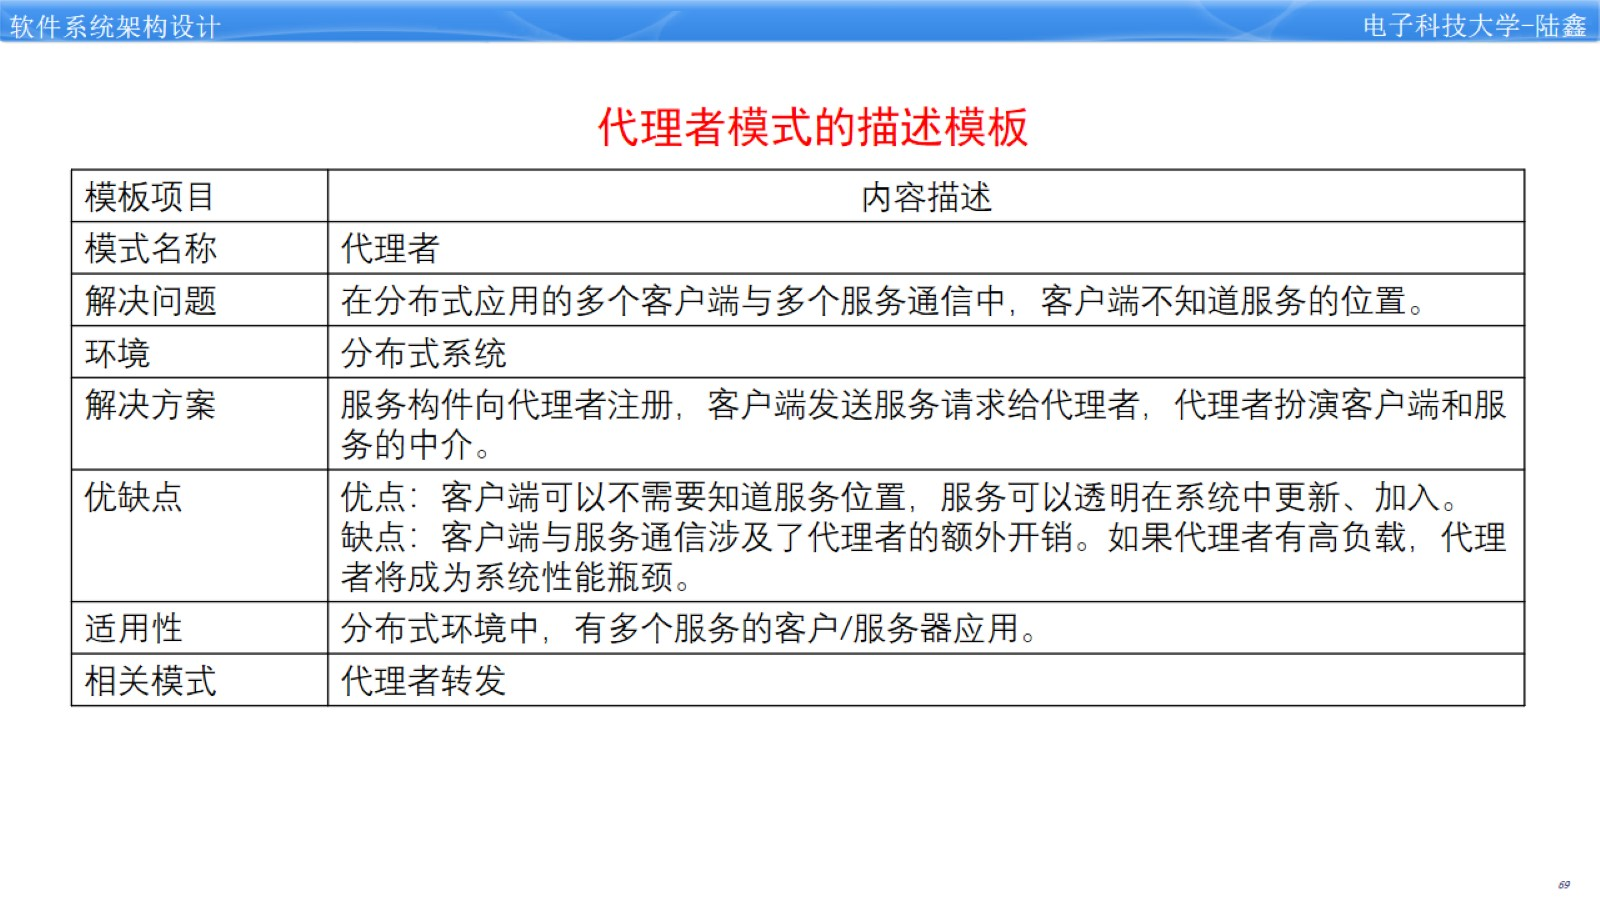 软件系统架构设计
电子科技大学-陆鑫
代理者模式的描述模板
模板项目
内容描述
模式名称
代理者
解决问题
在分布式应用的多个客户端与多个服务通信中，客户端不知道服务的位置。
环境
分布式系统
解决方案
服务构件向代理者注册，客户端发送服务请求给代理者，代理者扮演客户端和服
务的中介。
优缺点
优点：客户端可以不需要知道服务位置，服务可以透明在系统中更新、加入。
缺点：客户端与服务通信涉及了代理者的额外开销。如果代理者有高负载，代理
者将成为系统性能瓶颈。
适用性
分布式环境中，有多个服务的客户/服务器应用。
相关模式
代理者转发
69